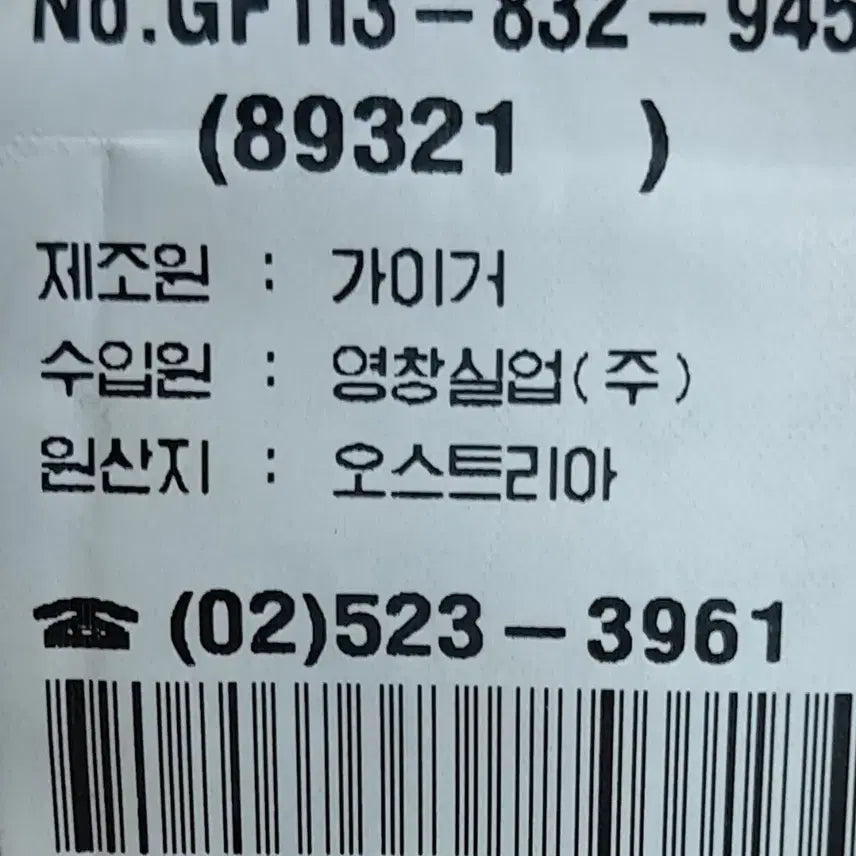 No.GF113-832-945
(89321 )
제조원 : 가이거
수입원 : 영창실업(주)
원산지 : 오스트리아
☎ (02)523-3961